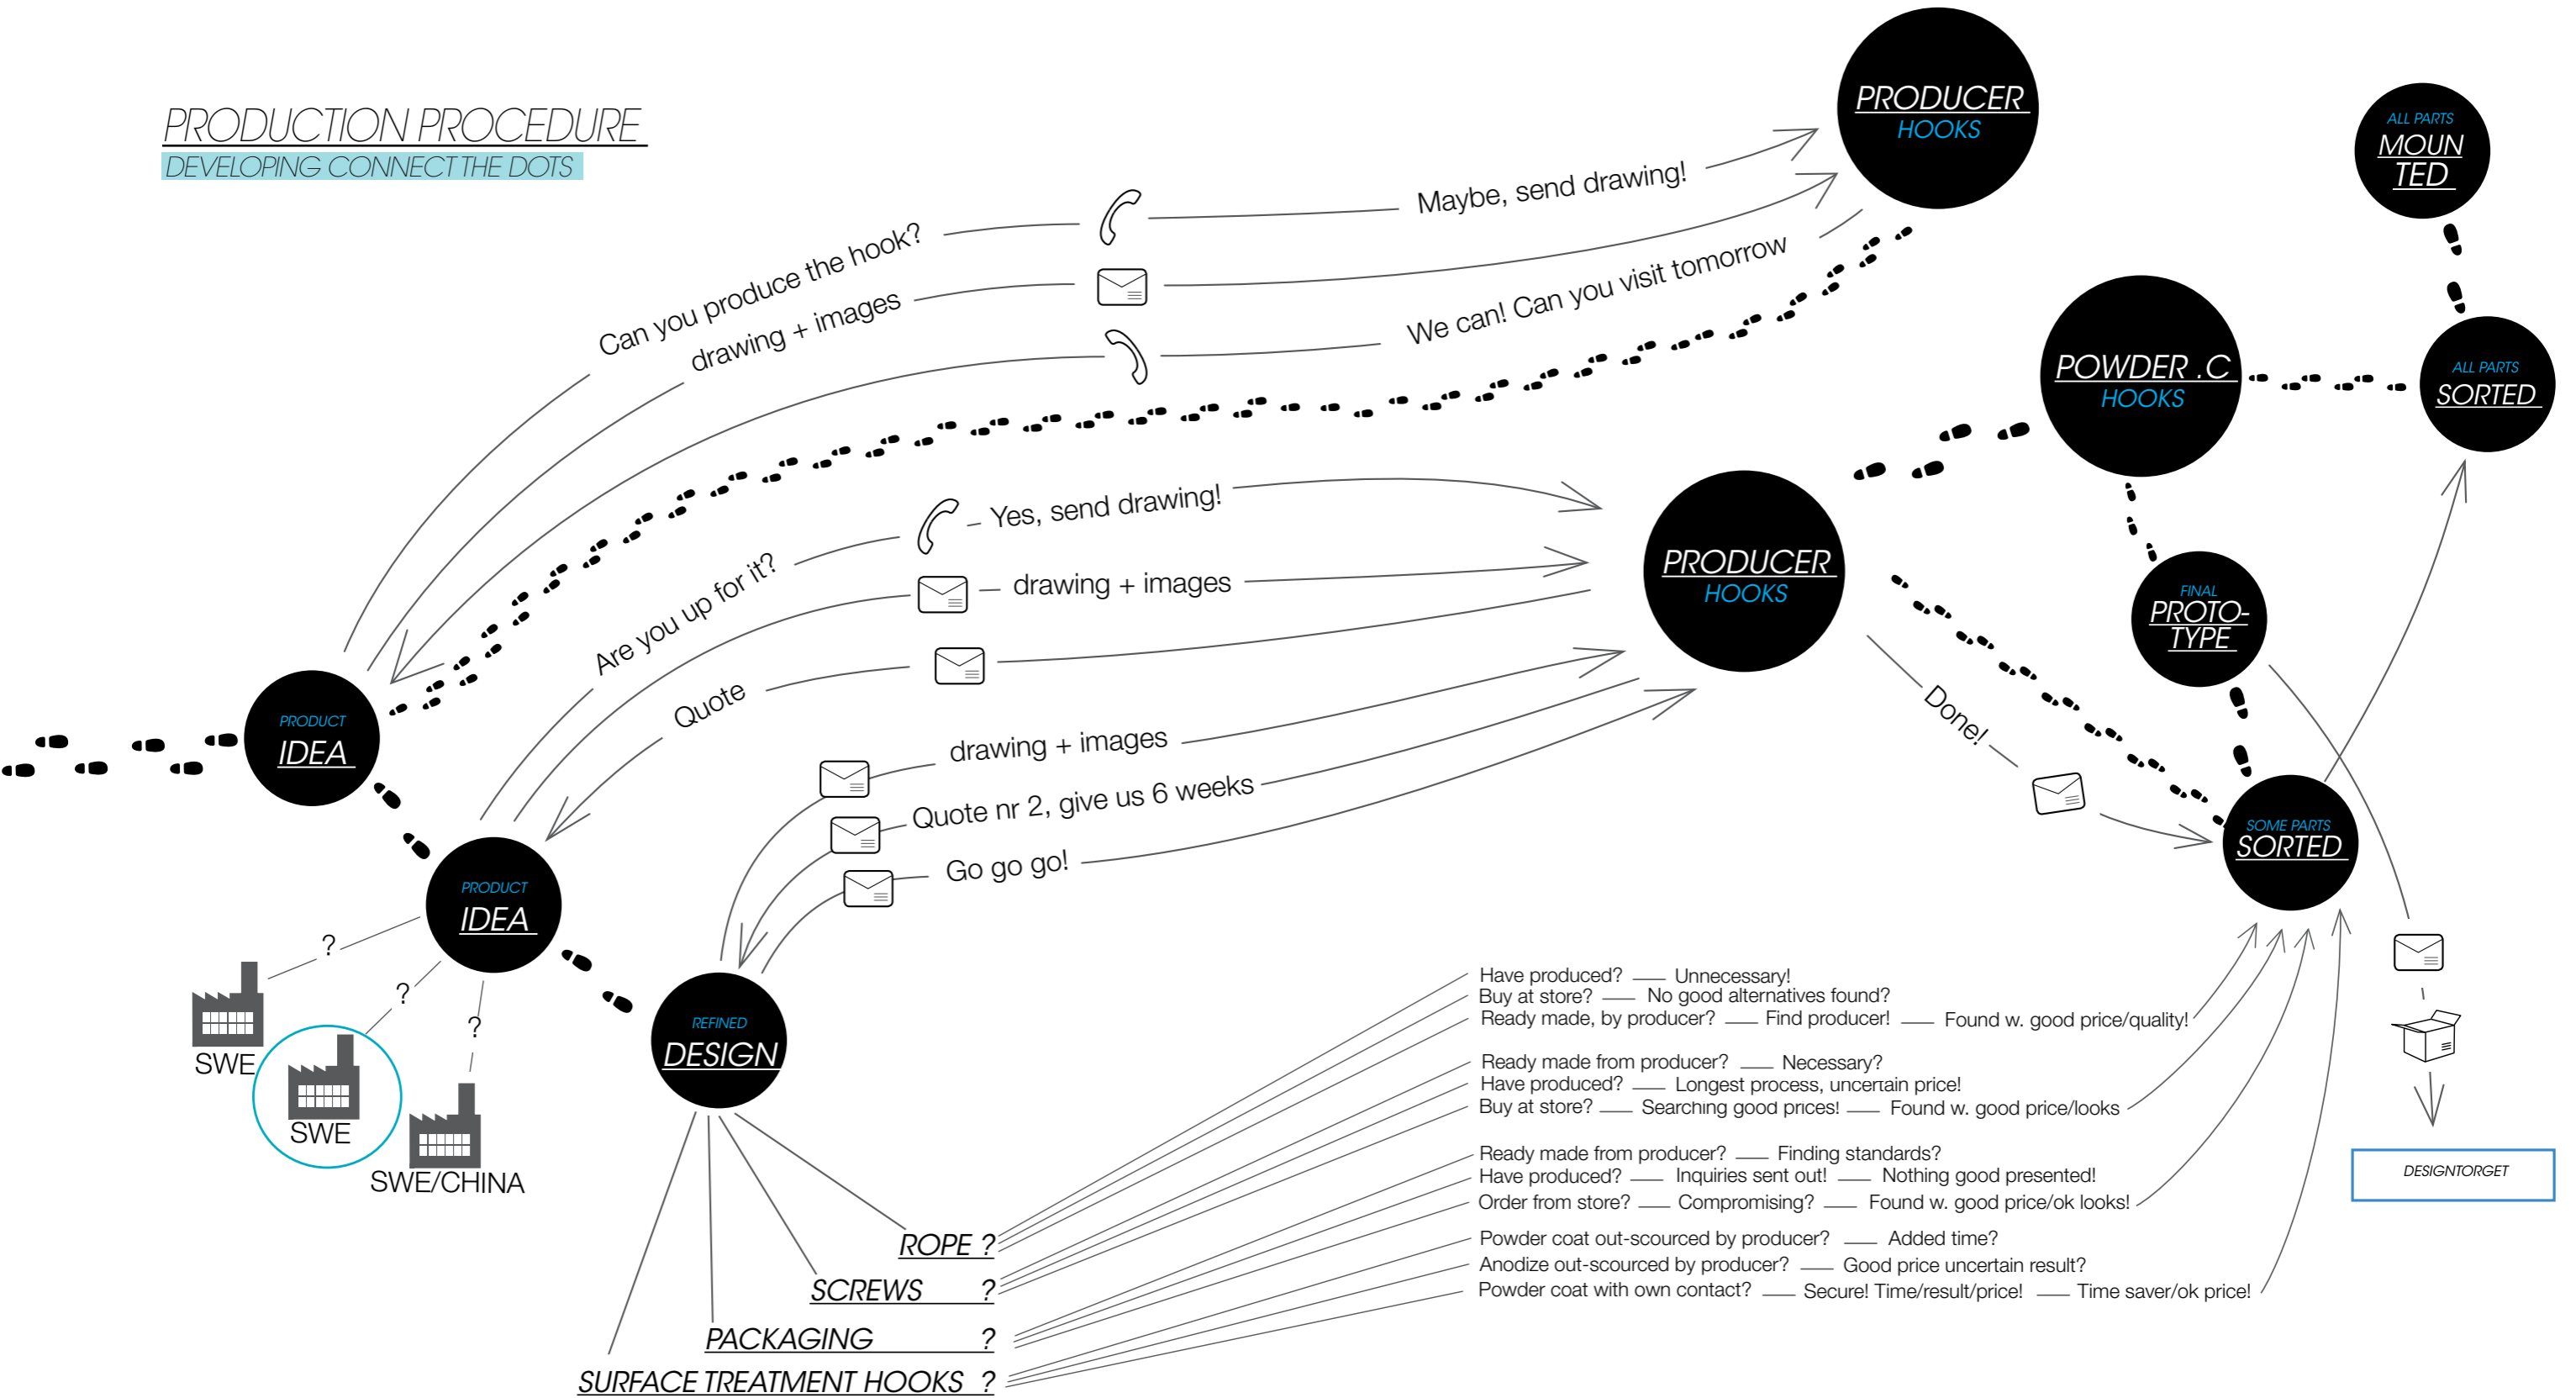 PRODUCTION PROCEDURE
DEVELOPING CONNECT THE DOTS
PRODUCER
HOOKS
ALL PARTS
MOUN
TED
Can you produce the hook?
Maybe, send drawing!
drawing + images
We can! Can you visit tomorrow
POWDER .C
HOOKS
ALL PARTS
SORTED
Are you up for it?
Yes, send drawing!
drawing + images
Quote
PRODUCER
HOOKS
FINAL
PROTO-
TYPE
PRODUCT
IDEA
drawing + images
Quote nr 2, give us 6 weeks
Go go go!
Done!
SOME PARTS
SORTED
PRODUCT
IDEA
?
?
?
SWE
SWE
SWE/CHINA
REFINED
DESIGN
Have produced? Unnecessary!
Buy at store? No good alternatives found?
Ready made, by producer? Find producer! Found w. good price/quality!
Ready made from producer? Necessary?
Have produced? Longest process, uncertain price!
Buy at store? Searching good prices! Found w. good price/looks
Ready made from producer? Finding standards?
Have produced? Inquiries sent out! Nothing good presented!
Order from store? Compromising? Found w. good price/ok looks!
Powder coat out-scourced by producer? Added time?
Anodize out-scourced by producer? Good price uncertain result?
Powder coat with own contact? Secure! Time/result/price! Time saver/ok price!
DESIGNTORGET
ROPE ?
SCREWS ?
PACKAGING ?
SURFACE TREATMENT HOOKS ?